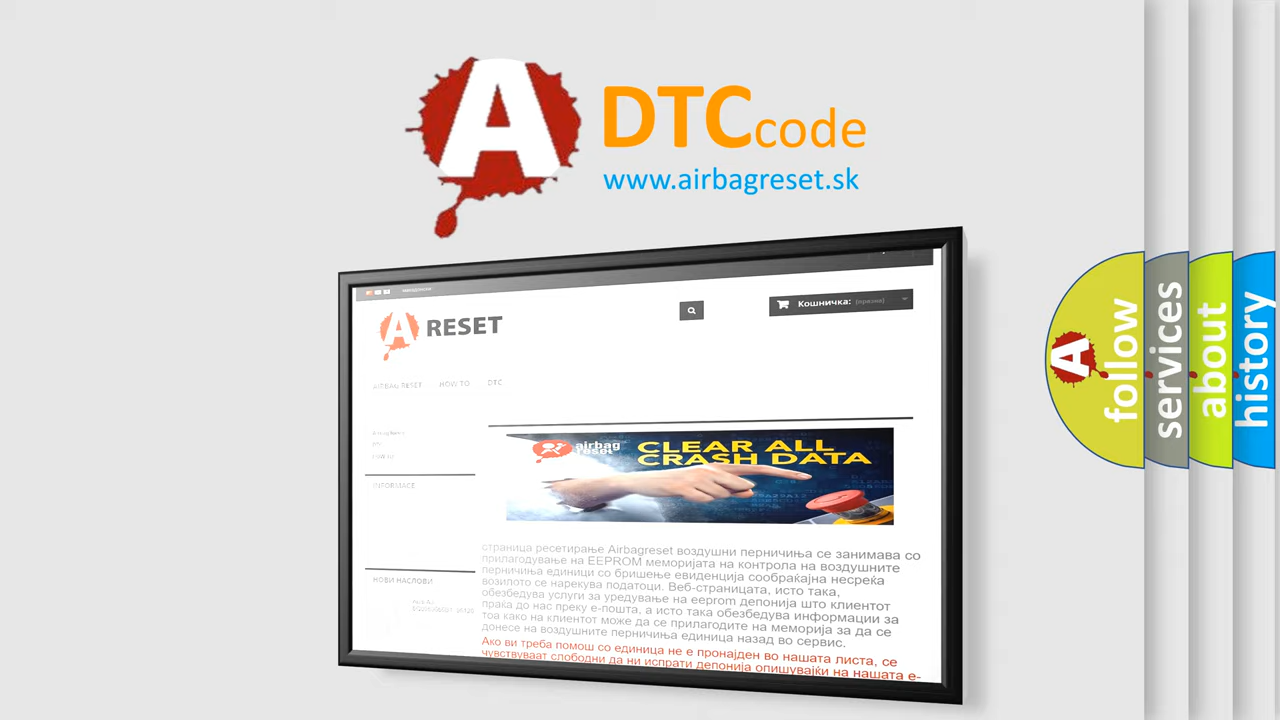 A DTC code
www.airbagreset.sk
Кошничка: (празна)
A RESET
AIRBAG RESET HOW TO DTC
INFORMACE
airbag reset
CLEAR ALL
CRASH DATA
страница ресетирање Airbagreset воздушни перничиња се занимава со
прилагодување на EEPROM меморијата на контрола на воздушните
перничиња единици со бришење евиденција сообраќајна несреќа
возилото се нарекува податоци. Веб-страницата, исто така,
обезбедува услуги за уредување на eeprom депонија што клиентот
праќа до нас преку е-пошта, а исто така обезбедува информации за
тоа како на клиентот може да се прилагодите на меморија за да се
донесе на воздушните перничиња единица назад во сервис.
Ако ви треба помош со единица не е пронајден во нашата листа, се
чувствуваат слободни да ни испрати депонија опишувајќи на нашата е-
НОВИ НАСЛОВИ
A
follow
services
about
history